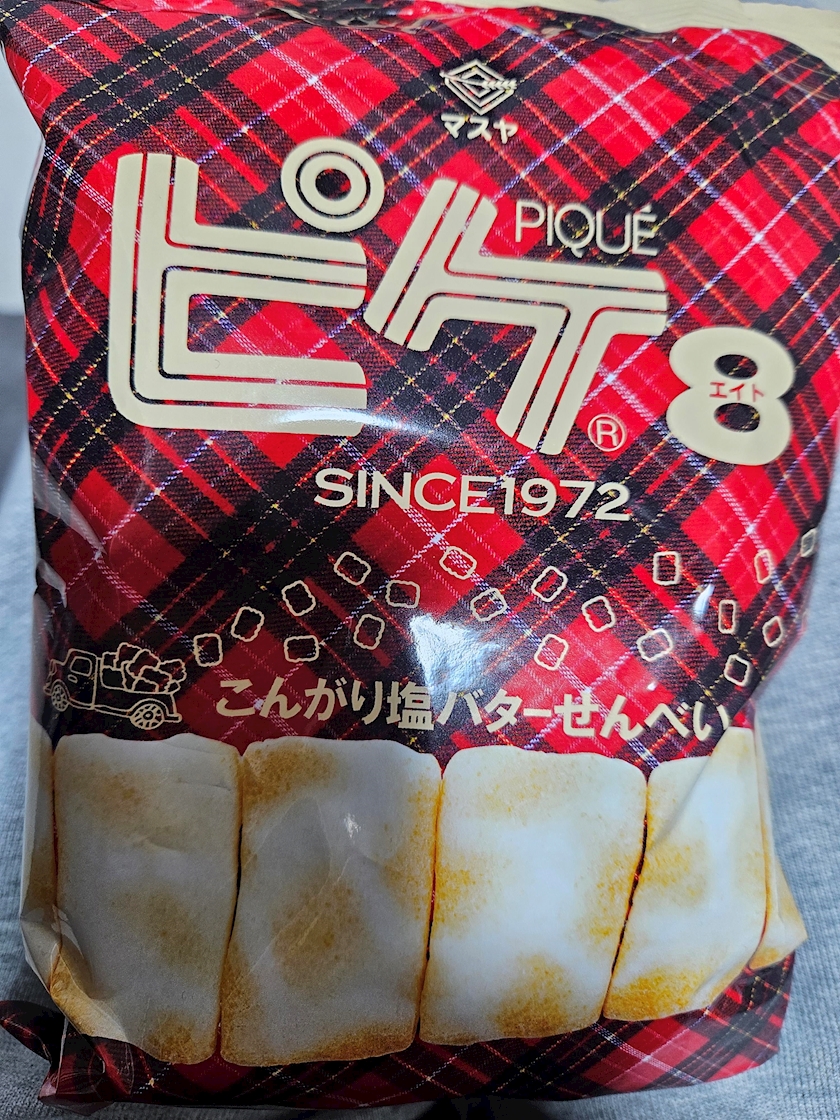 マスヤ
ピケ
PIQUÉ
8
エイト
®
SINCE1972
こんがり塩バターせんべい